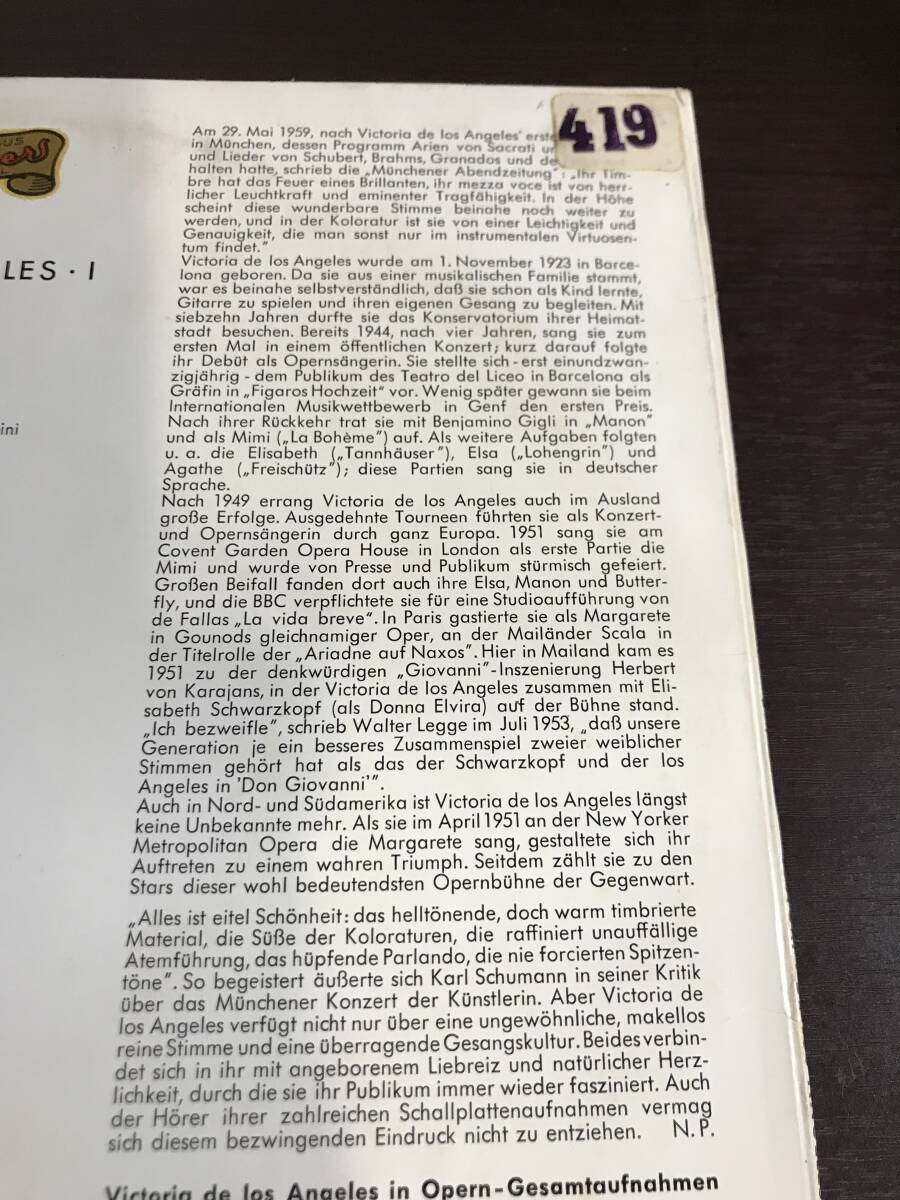 419
LES · I
ini
Am 29. Mai 1959, nach Victoria de los Angeles' erste
in München, dessen Programm Arien von Sacrati
und Lieder von Schubert, Brahms, Granados und de
halten hatte, schrieb die „Münchener Abendzeitung": „Ihr Tim-
bre hat das Feuer eines Brillanten, ihr mezza voce ist von herr-
licher Leuchtkraft und eminenter Tragfähigkeit. In der Höhe
scheint diese wunderbare Stimme beinahe noch weiter zu
werden, und in der Koloratur ist sie von einer Leichtigkeit und
Genauigkeit, die man sonst nur im instrumentalen Virtuosen-
tum findet."
Victoria de los Angeles wurde am 1. November 1923 in Barce-
lona geboren. Da sie aus einer musikalischen Familie stammt,
war es beinahe selbstverständlich, daß sie schon als Kind lernte,
Gitarre zu spielen und ihren eigenen Gesang zu begleiten. Mit
siebzehn Jahren durfte sie das Konservatorium ihrer Heimat-
stadt besuchen. Bereits 1944, nach vier Jahren, sang sie zum
ersten Mal in einem öffentlichen Konzert; kurz darauf folgte
ihr Debüt als Opernsängerin. Sie stellte sich - erst einundzwan-
zigjährig - dem Publikum des Teatro del Liceo in Barcelona als
Gräfin in „Figaros Hochzeit" vor. Wenig später gewann sie beim
Internationalen Musikwettbewerb in Genf den ersten Preis.
Nach ihrer Rückkehr trat sie mit Benjamino Gigli in „Manon"
und als Mimi („La Bohème") auf. Als weitere Aufgaben folgten
u. a. die Elisabeth („Tannhäuser"), Elsa („Lohengrin") und
Agathe („Freischütz"); diese Partien sang sie in deutscher
Sprache.
Nach 1949 errang Victoria de los Angeles auch im Ausland
große Erfolge. Ausgedehnte Tourneen führten sie als Konzert-
und Opernsängerin durch ganz Europa. 1951 sang sie am
Covent Garden Opera House in London als erste Partie die
Mimi und wurde von Presse und Publikum stürmisch gefeiert.
Großen Beifall fanden dort auch ihre Elsa, Manon und Butter-
fly, und die BBC verpflichtete sie für eine Studioaufführung von
de Fallas „La vida breve". In Paris gastierte sie als Margarete
in Gounods gleichnamiger Oper, an der Mailänder Scala in
der Titelrolle der „Ariadne auf Naxos". Hier in Mailand kam es
1951 zu der denkwürdigen „Giovanni"-Inszenierung Herbert
von Karajans, in der Victoria de los Angeles zusammen mit Eli-
sabeth Schwarzkopf (als Donna Elvira) auf der Bühne stand.
„Ich bezweifle", schrieb Walter Legge im Juli 1953, „daß unsere
Generation je ein besseres Zusammenspiel zweier weiblicher
Stimmen gehört hat als das der Schwarzkopf und der los
Angeles in 'Don Giovanni'".
Auch in Nord- und Südamerika ist Victoria de los Angeles längst
keine Unbekannte mehr. Als sie im April 1951 an der New Yorker
Metropolitan Opera die Margarete sang, gestaltete sich ihr
Auftreten zu einem wahren Triumph. Seitdem zählt sie zu den
Stars dieser wohl bedeutendsten Opernbühne der Gegenwart.
„Alles ist eitel Schönheit: das helltönende, doch warm timbrierte
Material, die Süße der Koloraturen, die raffiniert unauffällige
Atemführung, das hüpfende Parlando, die nie forcierten Spitzen-
töne". So begeistert äußerte sich Karl Schumann in seiner Kritik
über das Münchener Konzert der Künstlerin. Aber Victoria de
los Angeles verfügt nicht nur über eine ungewöhnliche, makellos
reine Stimme und eine überragende Gesangskultur. Beides verbin-
det sich in ihr mit angeborenem Liebreiz und natürlicher Herz-
lichkeit, durch die sie ihr Publikum immer wieder fasziniert. Auch
der Hörer ihrer zahlreichen Schallplattenaufnahmen vermag
sich diesem bezwingenden Eindruck nicht zu entziehen. N. P.
Victoria de los Angeles in Opern-Gesamtaufnahmen